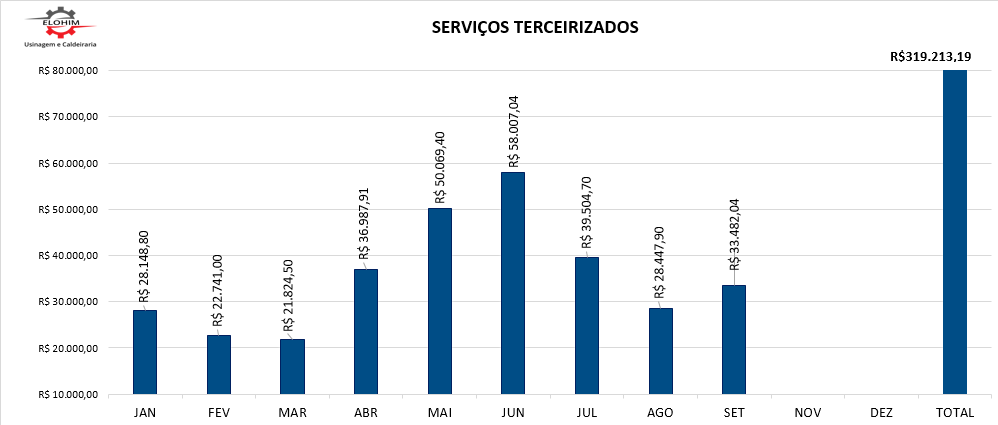 ELOHIM
Usinagem e Caldeiraria
SERVIÇOS TERCEIRIZADOS
R$319.213,19
R$ 80.000,00
R$ 70.000,00
R$ 60.000,00
R$ 50.000,00
R$ 40.000,00
R$ 30.000,00
R$ 20.000,00
R$ 10.000,00
R$ 28.148,80
R$ 22.741,00
R$ 21.824,50
R$ 36.987,91
R$ 50.069,40
R$ 58.007,04
R$ 39.504,70
R$ 28.447,90
R$ 33.482,04
JAN FEV MAR ABR MAI JUN JUL AGO SET NOV DEZ TOTAL